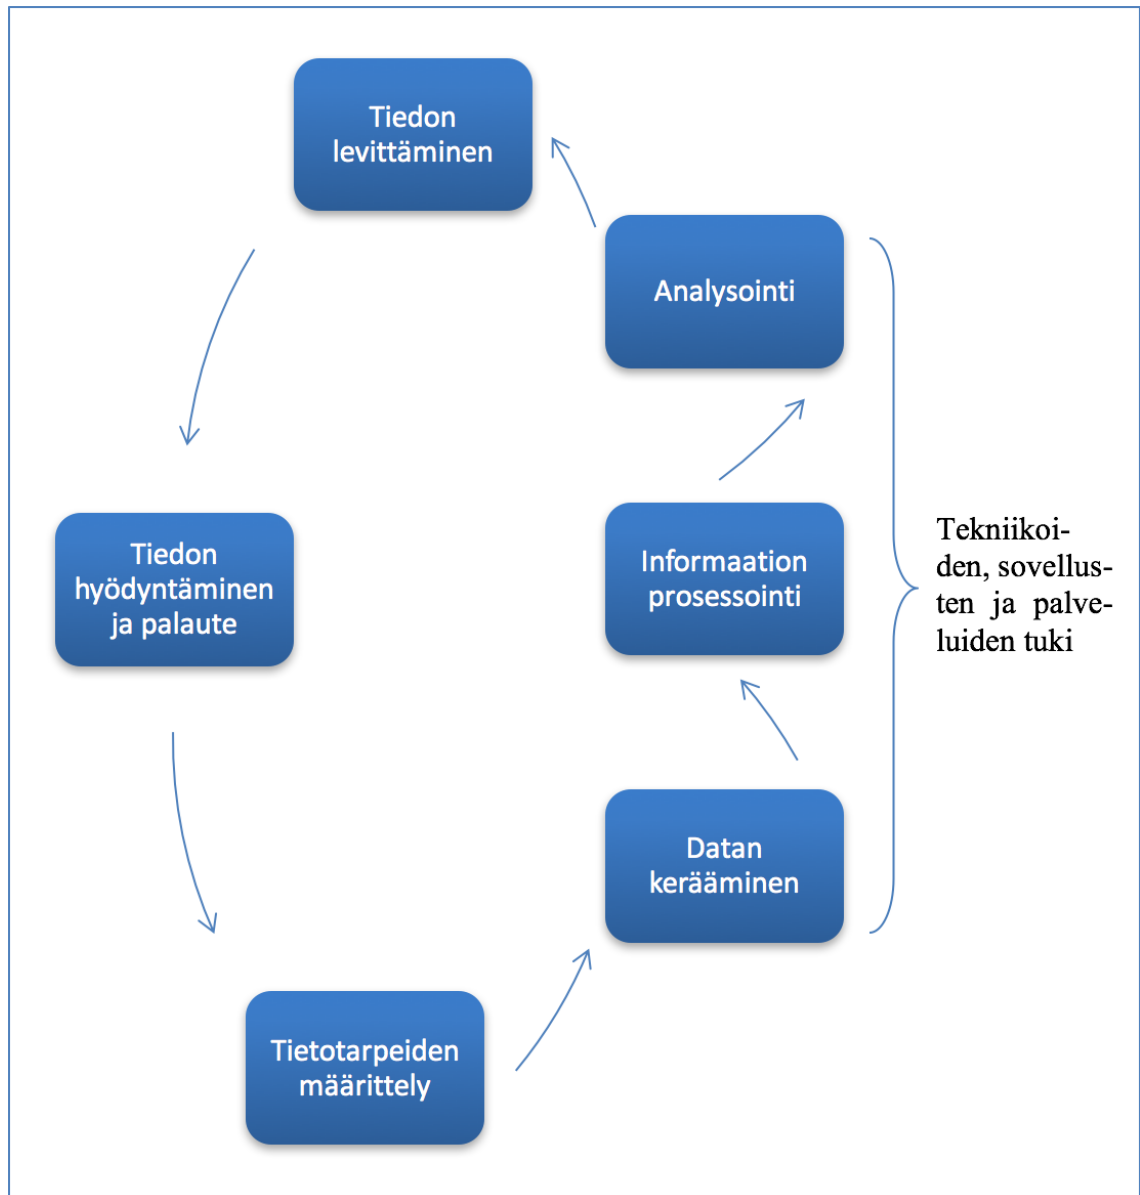 Tiedon
levittäminen
Analysointi
Tiedon
hyödyntäminen
ja palaute
Informaation
prosessointi
Tekniikoi-
den, sovellus-
ten ja palve-
luiden tuki
Datan
kerääminen
Tietotarpeiden
määrittely